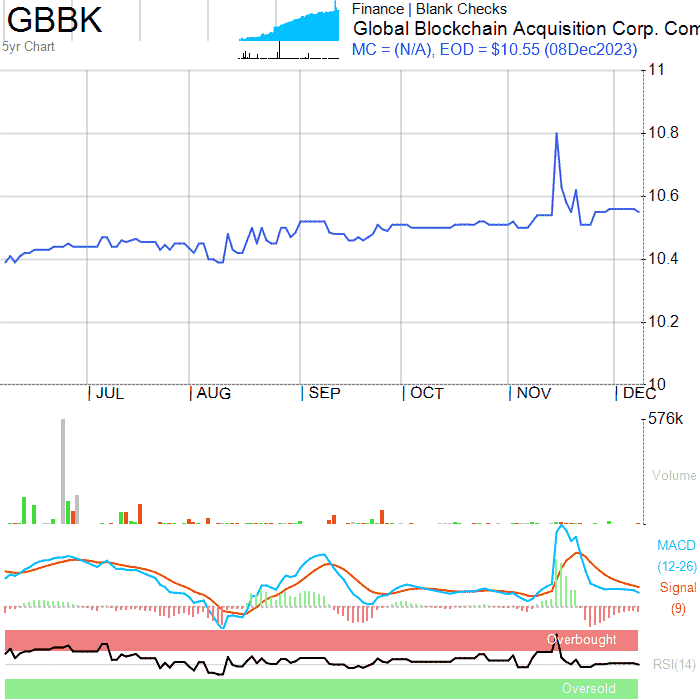 GBBK
5yr Chart
Finance | Blank Checks
Global Blockchain Acquisition Corp. Com
MC = (N/A), EOD = $10.55 (08Dec2023)
11
10.8
10.6
10.4
10.2
10
JUL AUG SEP OCT NOV DEC
576k
Volume
MACD
(12-26)
Signal
(9)
Overbought
RSI(14)
Oversold